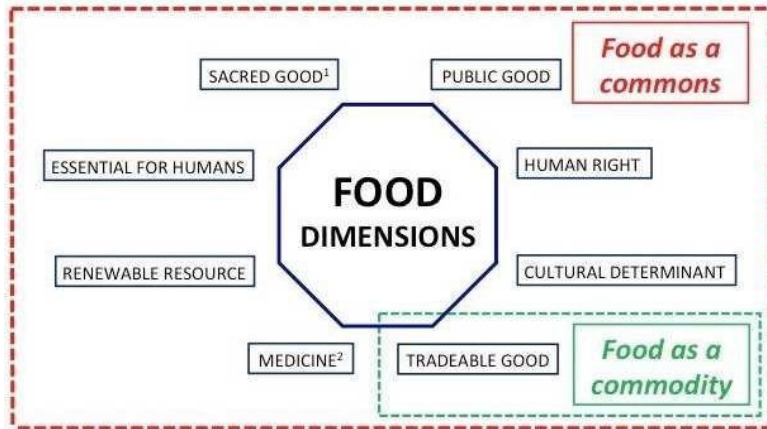 SACRED GOOD¹
PUBLIC GOOD
Food as a
commons
ESSENTIAL FOR HUMANS
HUMAN RIGHT
FOOD
DIMENSIONS
RENEWABLE RESOURCE
CULTURAL DETERMINANT
MEDICINE²
TRADEABLE GOOD
Food as a
commodity